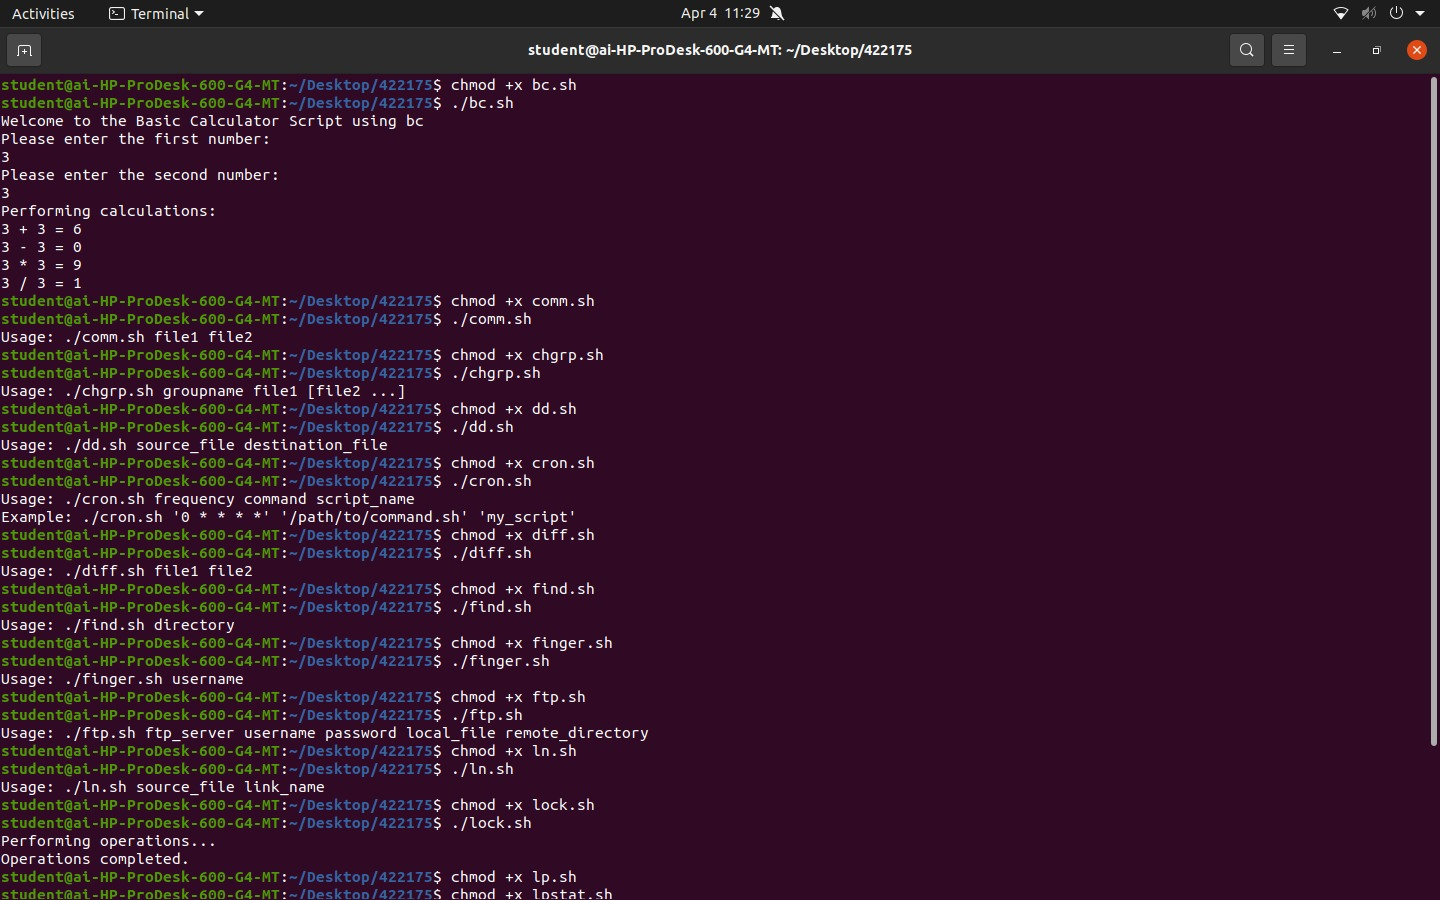 Activities Terminal Apr 4 11:29
student@ai-HP-ProDesk-600-G4-MT: ~/Desktop/422175
student@ai-HP-ProDesk-600-G4-MT:~/Desktop/422175$ chmod +x bc.sh
student@ai-HP-ProDesk-600-G4-MT:~/Desktop/422175$ ./bc.sh
Welcome to the Basic Calculator Script using bc
Please enter the first number:
3
Please enter the second number:
3
Performing calculations:
3 + 3 = 6
3 - 3 = 0
3 * 3 = 9
3 / 3 = 1
student@ai-HP-ProDesk-600-G4-MT:~/Desktop/422175$ chmod +x comm.sh
student@ai-HP-ProDesk-600-G4-MT:~/Desktop/422175$ ./comm.sh
Usage: ./comm.sh file1 file2
student@ai-HP-ProDesk-600-G4-MT:~/Desktop/422175$ chmod +x chgrp.sh
student@ai-HP-ProDesk-600-G4-MT:~/Desktop/422175$ ./chgrp.sh
Usage: ./chgrp.sh groupname file1 [file2 ...]
student@ai-HP-ProDesk-600-G4-MT:~/Desktop/422175$ chmod +x dd.sh
student@ai-HP-ProDesk-600-G4-MT:~/Desktop/422175$ ./dd.sh
Usage: ./dd.sh source_file destination_file
student@ai-HP-ProDesk-600-G4-MT:~/Desktop/422175$ chmod +x cron.sh
student@ai-HP-ProDesk-600-G4-MT:~/Desktop/422175$ ./cron.sh
Usage: ./cron.sh frequency command script_name
Example: ./cron.sh '0 * * * *' '/path/to/command.sh' 'my_script'
student@ai-HP-ProDesk-600-G4-MT:~/Desktop/422175$ chmod +x diff.sh
student@ai-HP-ProDesk-600-G4-MT:~/Desktop/422175$ ./diff.sh
Usage: ./diff.sh file1 file2
student@ai-HP-ProDesk-600-G4-MT:~/Desktop/422175$ chmod +x find.sh
student@ai-HP-ProDesk-600-G4-MT:~/Desktop/422175$ ./find.sh
Usage: ./find.sh directory
student@ai-HP-ProDesk-600-G4-MT:~/Desktop/422175$ chmod +x finger.sh
student@ai-HP-ProDesk-600-G4-MT:~/Desktop/422175$ ./finger.sh
Usage: ./finger.sh username
student@ai-HP-ProDesk-600-G4-MT:~/Desktop/422175$ chmod +x ftp.sh
student@ai-HP-ProDesk-600-G4-MT:~/Desktop/422175$ ./ftp.sh
Usage: ./ftp.sh ftp_server username password local_file remote_directory
student@ai-HP-ProDesk-600-G4-MT:~/Desktop/422175$ chmod +x ln.sh
student@ai-HP-ProDesk-600-G4-MT:~/Desktop/422175$ ./ln.sh
Usage: ./ln.sh source_file link_name
student@ai-HP-ProDesk-600-G4-MT:~/Desktop/422175$ chmod +x lock.sh
student@ai-HP-ProDesk-600-G4-MT:~/Desktop/422175$ ./lock.sh
Performing operations...
Operations completed.
student@ai-HP-ProDesk-600-G4-MT:~/Desktop/422175$ chmod +x lp.sh
student@ai-HP-ProDesk-600-G4-MT:~/Desktop/422175$ chmod +x lpstat.sh